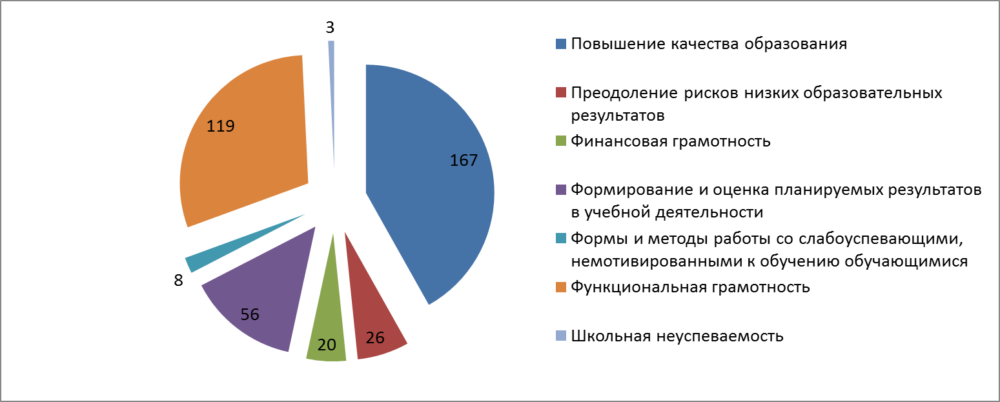 3
119
167
56
8
20
26
Повышение качества образования
Преодоление рисков низких образовательных
результатов
Финансовая грамотность
Формирование и оценка планируемых результатов
в учебной деятельности
Формы и методы работы со слабоуспевающими,
немотивированными к обучению обучающимися
Функциональная грамотность
Школьная неуспеваемость